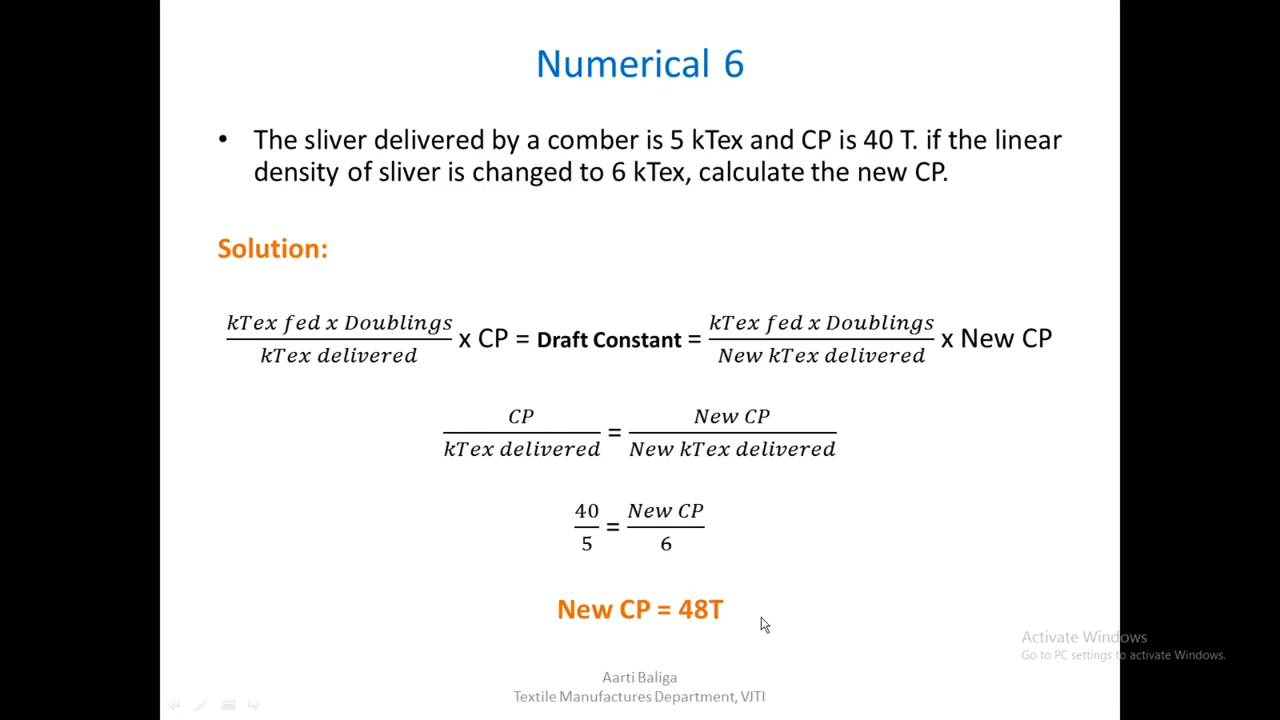 Numerical 6
• The sliver delivered by a comber is 5 kTex and CP is 40 T. if the linear
density of sliver is changed to 6 kTex, calculate the new CP.
Solution:
kTex fed x Doublings / kTex delivered x CP = Draft Constant = kTex fed x Doublings / New kTex delivered x New CP
CP / kTex delivered = New CP / New kTex delivered
40 / 5 = New CP / 6
New CP = 48T
Activate Windows
Go to PC settings to activate Windows.
Aarti Baliga
Textile Manufactures Department, VJTI